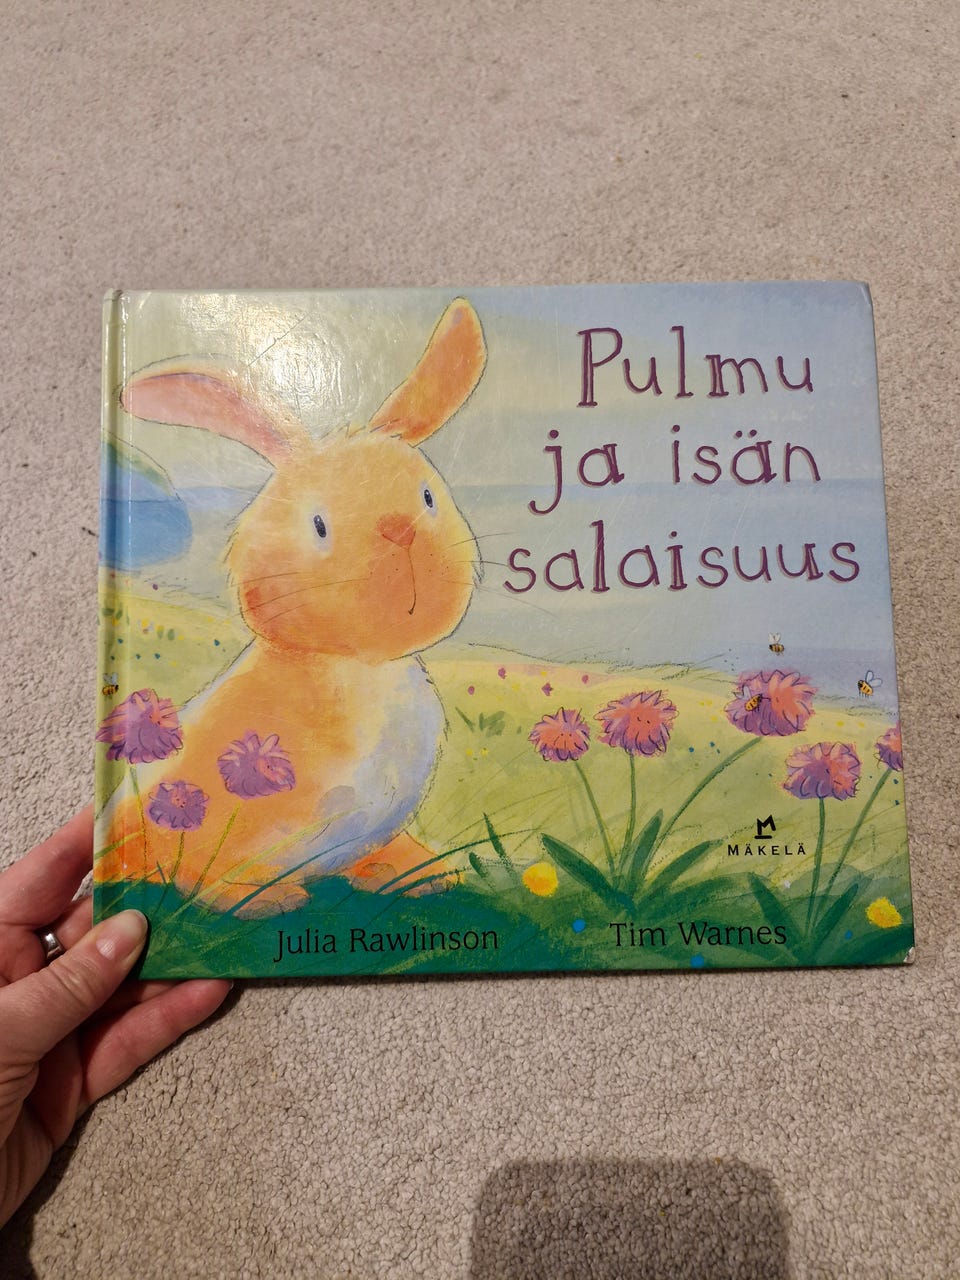 Pulmu
ja isän
salaisuus
MÄKELÄ
Julia Rawlinson
Tim Warnes